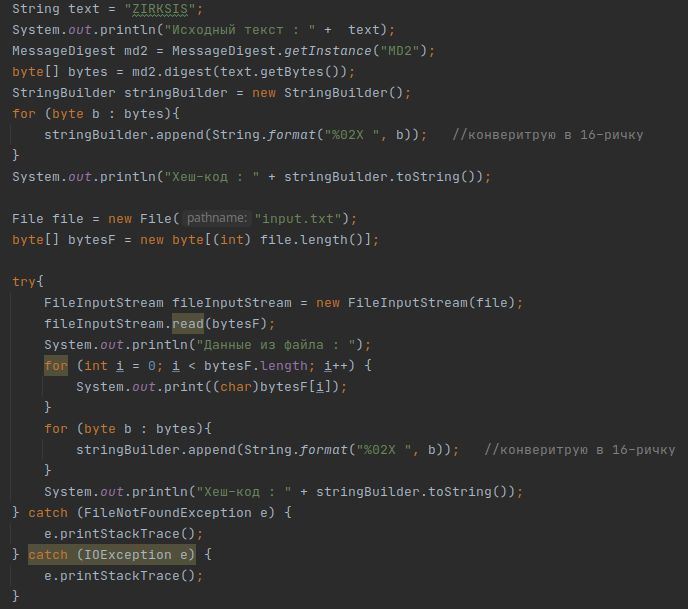 String text = "ZIRKSIS";
System.out.println("Исходный текст : " +  text);
MessageDigest md2 = MessageDigest.getInstance("MD2");
byte[] bytes = md2.digest(text.getBytes());
StringBuilder stringBuilder = new StringBuilder();
for (byte b : bytes){
    stringBuilder.append(String.format("%02X ", b));   //конверитрую в 16-ричку
}
System.out.println("Хеш-код : " + stringBuilder.toString());

File file = new File( pathname: "input.txt");
byte[] bytesF = new byte[(int) file.length()];

try{
    FileInputStream fileInputStream = new FileInputStream(file);
    fileInputStream.read(bytesF);
    System.out.println("Данные из файла : ");
    for (int i = 0; i < bytesF.length; i++) {
        System.out.print((char)bytesF[i]);
    }
    for (byte b : bytes){
        stringBuilder.append(String.format("%02X ", b));   //конверитрую в 16-ричку
    }
    System.out.println("Хеш-код : " + stringBuilder.toString());
} catch (FileNotFoundException e) {
    e.printStackTrace();
} catch (IOException e) {
    e.printStackTrace();
}